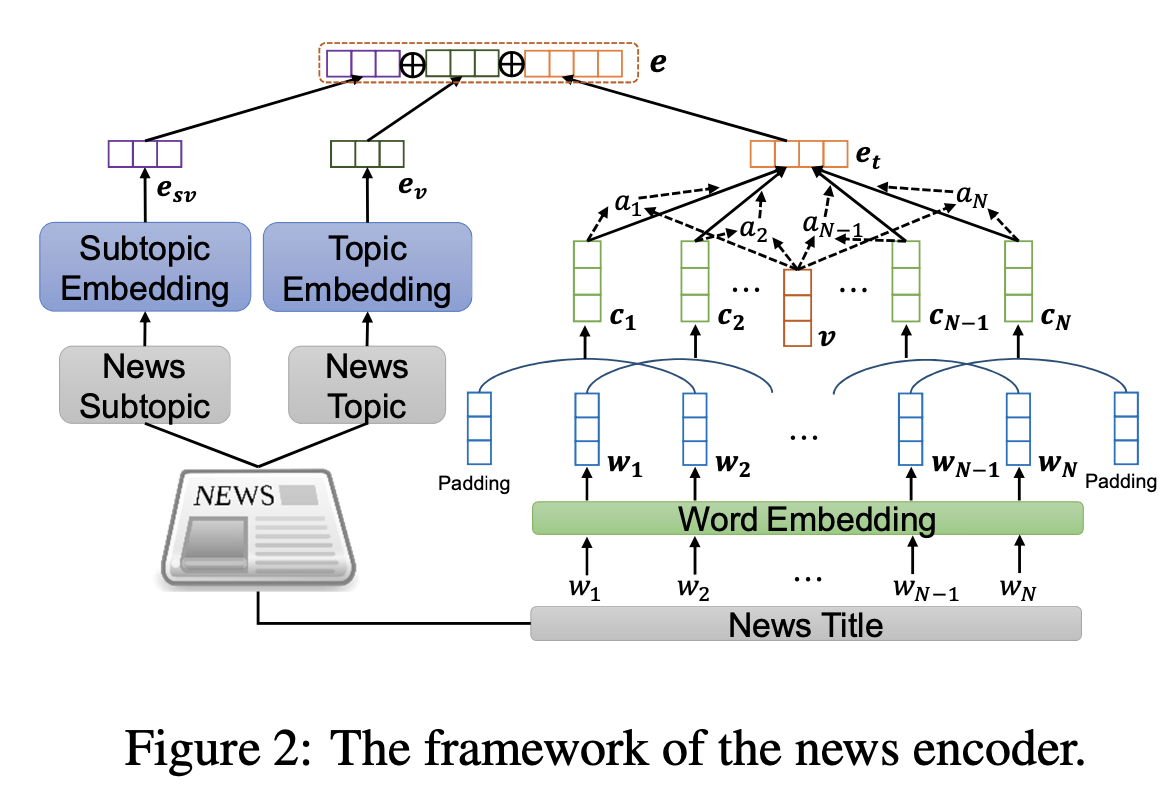 e
e_sv
e_v
e_t
a_1
a_2
a_{N-1}
a_N
Subtopic
Embedding
Topic
Embedding
...
...
c_1
c_2
v
c_{N-1}
c_N
News
Subtopic
News
Topic
...
w_1
w_2
w_{N-1}
w_N
Padding
Padding
NEWS
Word Embedding
w_1
w_2
...
w_{N-1}
w_N
News Title
Figure 2: The framework of the news encoder.